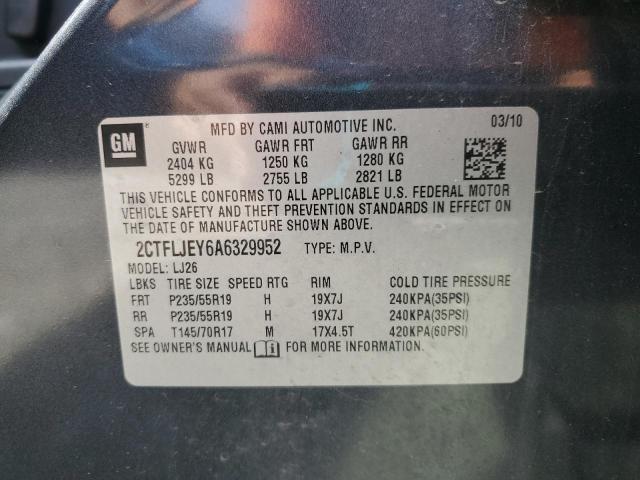 GM
MFD BY CAMI AUTOMOTIVE INC. 03/10
GVWR GAWR FRT GAWR RR
2404 KG 1250 KG 1280 KG
5299 LB 2755 LB 2821 LB
THIS VEHICLE CONFORMS TO ALL APPLICABLE U.S. FEDERAL MOTOR
VEHICLE SAFETY AND THEFT PREVENTION STANDARDS IN EFFECT ON
THE DATE OF MANUFACTURE SHOWN ABOVE.
2CTFLJEY6A6329952 TYPE: M.P.V.
MODEL: LJ26
LBKS TIRE SIZE SPEED RTG RIM COLD TIRE PRESSURE
FRT P235/55R19 H 19X7J 240KPA(35PSI)
RR P235/55R19 H 19X7J 240KPA(35PSI)
SPA T145/70R17 M 17X4.5T 420KPA(60PSI)
SEE OWNER'S MANUAL FOR MORE INFORMATION.